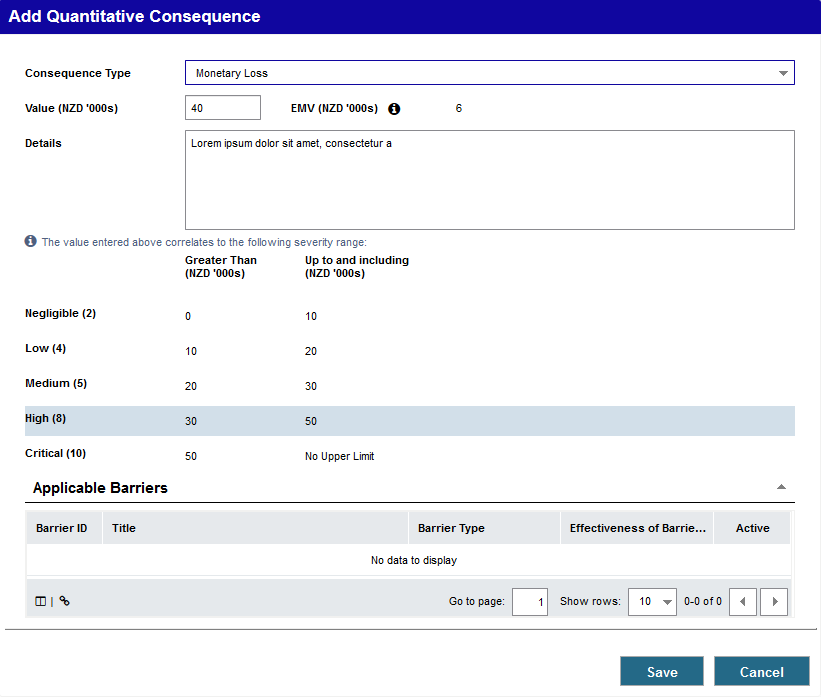 Add Quantitative Consequence
Consequence Type Monetary Loss
Value (NZD '000s) 40 EMV (NZD '000s) 6
Details Lorem ipsum dolor sit amet, consectetur a
The value entered above correlates to the following severity range:
Greater Than Up to and including
(NZD '000s) (NZD '000s)
Negligible (2) 0 10
Low (4) 10 20
Medium (5) 20 30
High (8) 30 50
Critical (10) 50 No Upper Limit
Applicable Barriers
Barrier ID Title Barrier Type Effectiveness of Barrie... Active
No data to display
Go to page: 1 Show rows: 10 0-0 of 0
Save Cancel